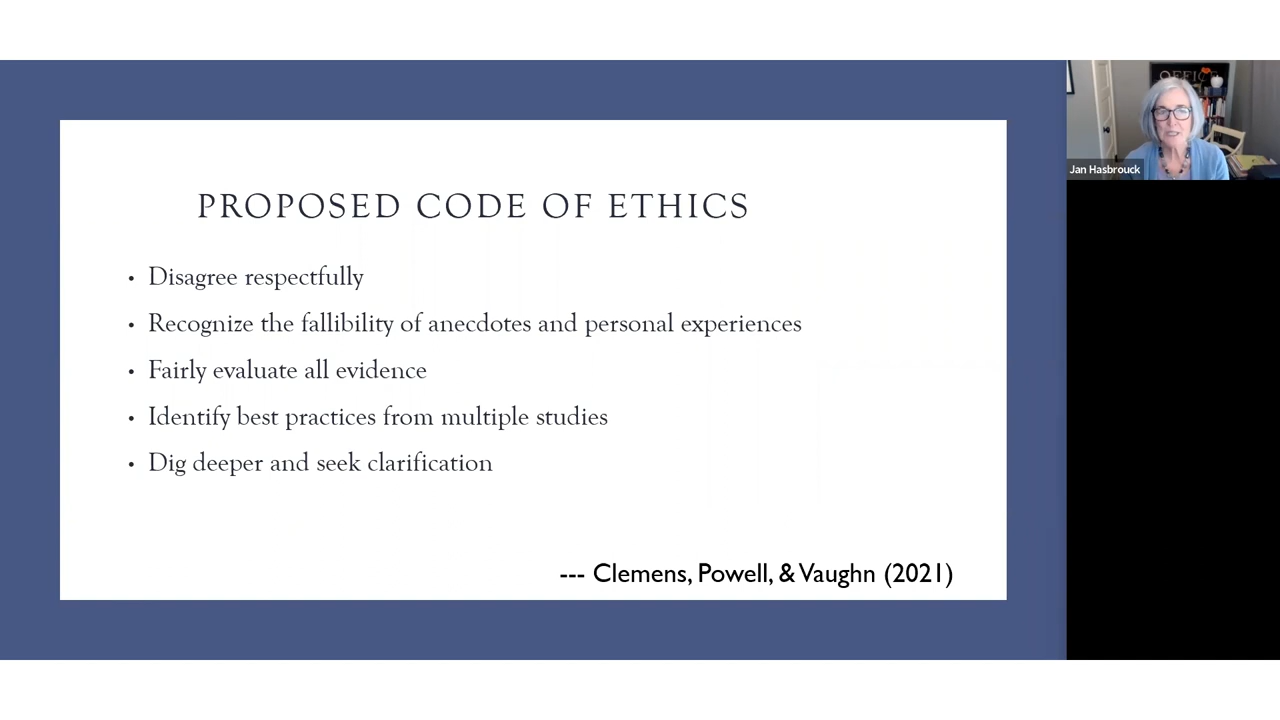 PROPOSED CODE OF ETHICS
• Disagree respectfully
• Recognize the fallibility of anecdotes and personal experiences
• Fairly evaluate all evidence
• Identify best practices from multiple studies
• Dig deeper and seek clarification
--- Clemens, Powell, & Vaughn (2021)
OFFICE
Jan Hasbrouck